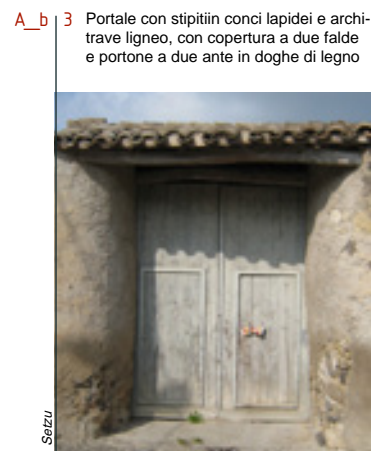 A__b 3 Portale con stipitiin conci lapidei e archi-
trave ligneo, con copertura a due falde
e portone a due ante in doghe di legno
Setzu